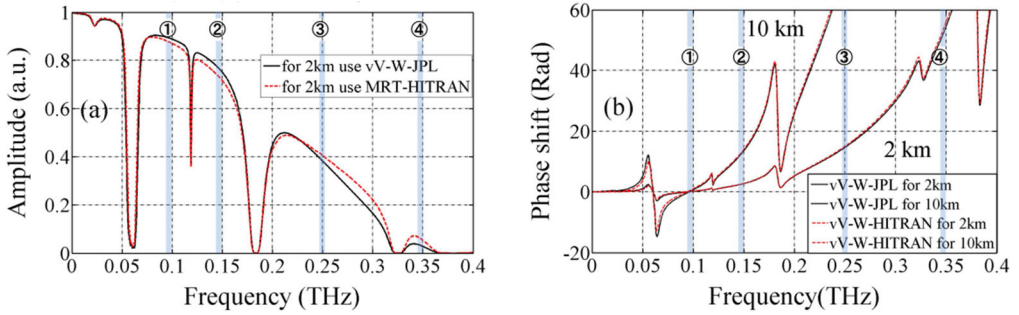 ① ② ③ ④
for 2km use vV-W-JPL
for 2km use MRT-HITRAN
(a)
Amplitude (a.u.)
1
0.8
0.6
0.4
0.2
0
0 0.05 0.1 0.15 0.2 0.25 0.3 0.35 0.4
Frequency (THz)
10 km
① ② ③ ④
(b)
2 km
vV-W-JPL for 2km
vV-W-JPL for 10km
vV-W-HITRAN for 2km
vV-W-HITRAN for 10km
Phase shift (Rad)
60
40
20
0
-20
0 0.05 0.1 0.15 0.2 0.25 0.3 0.35 0.4
Frequency(THz)